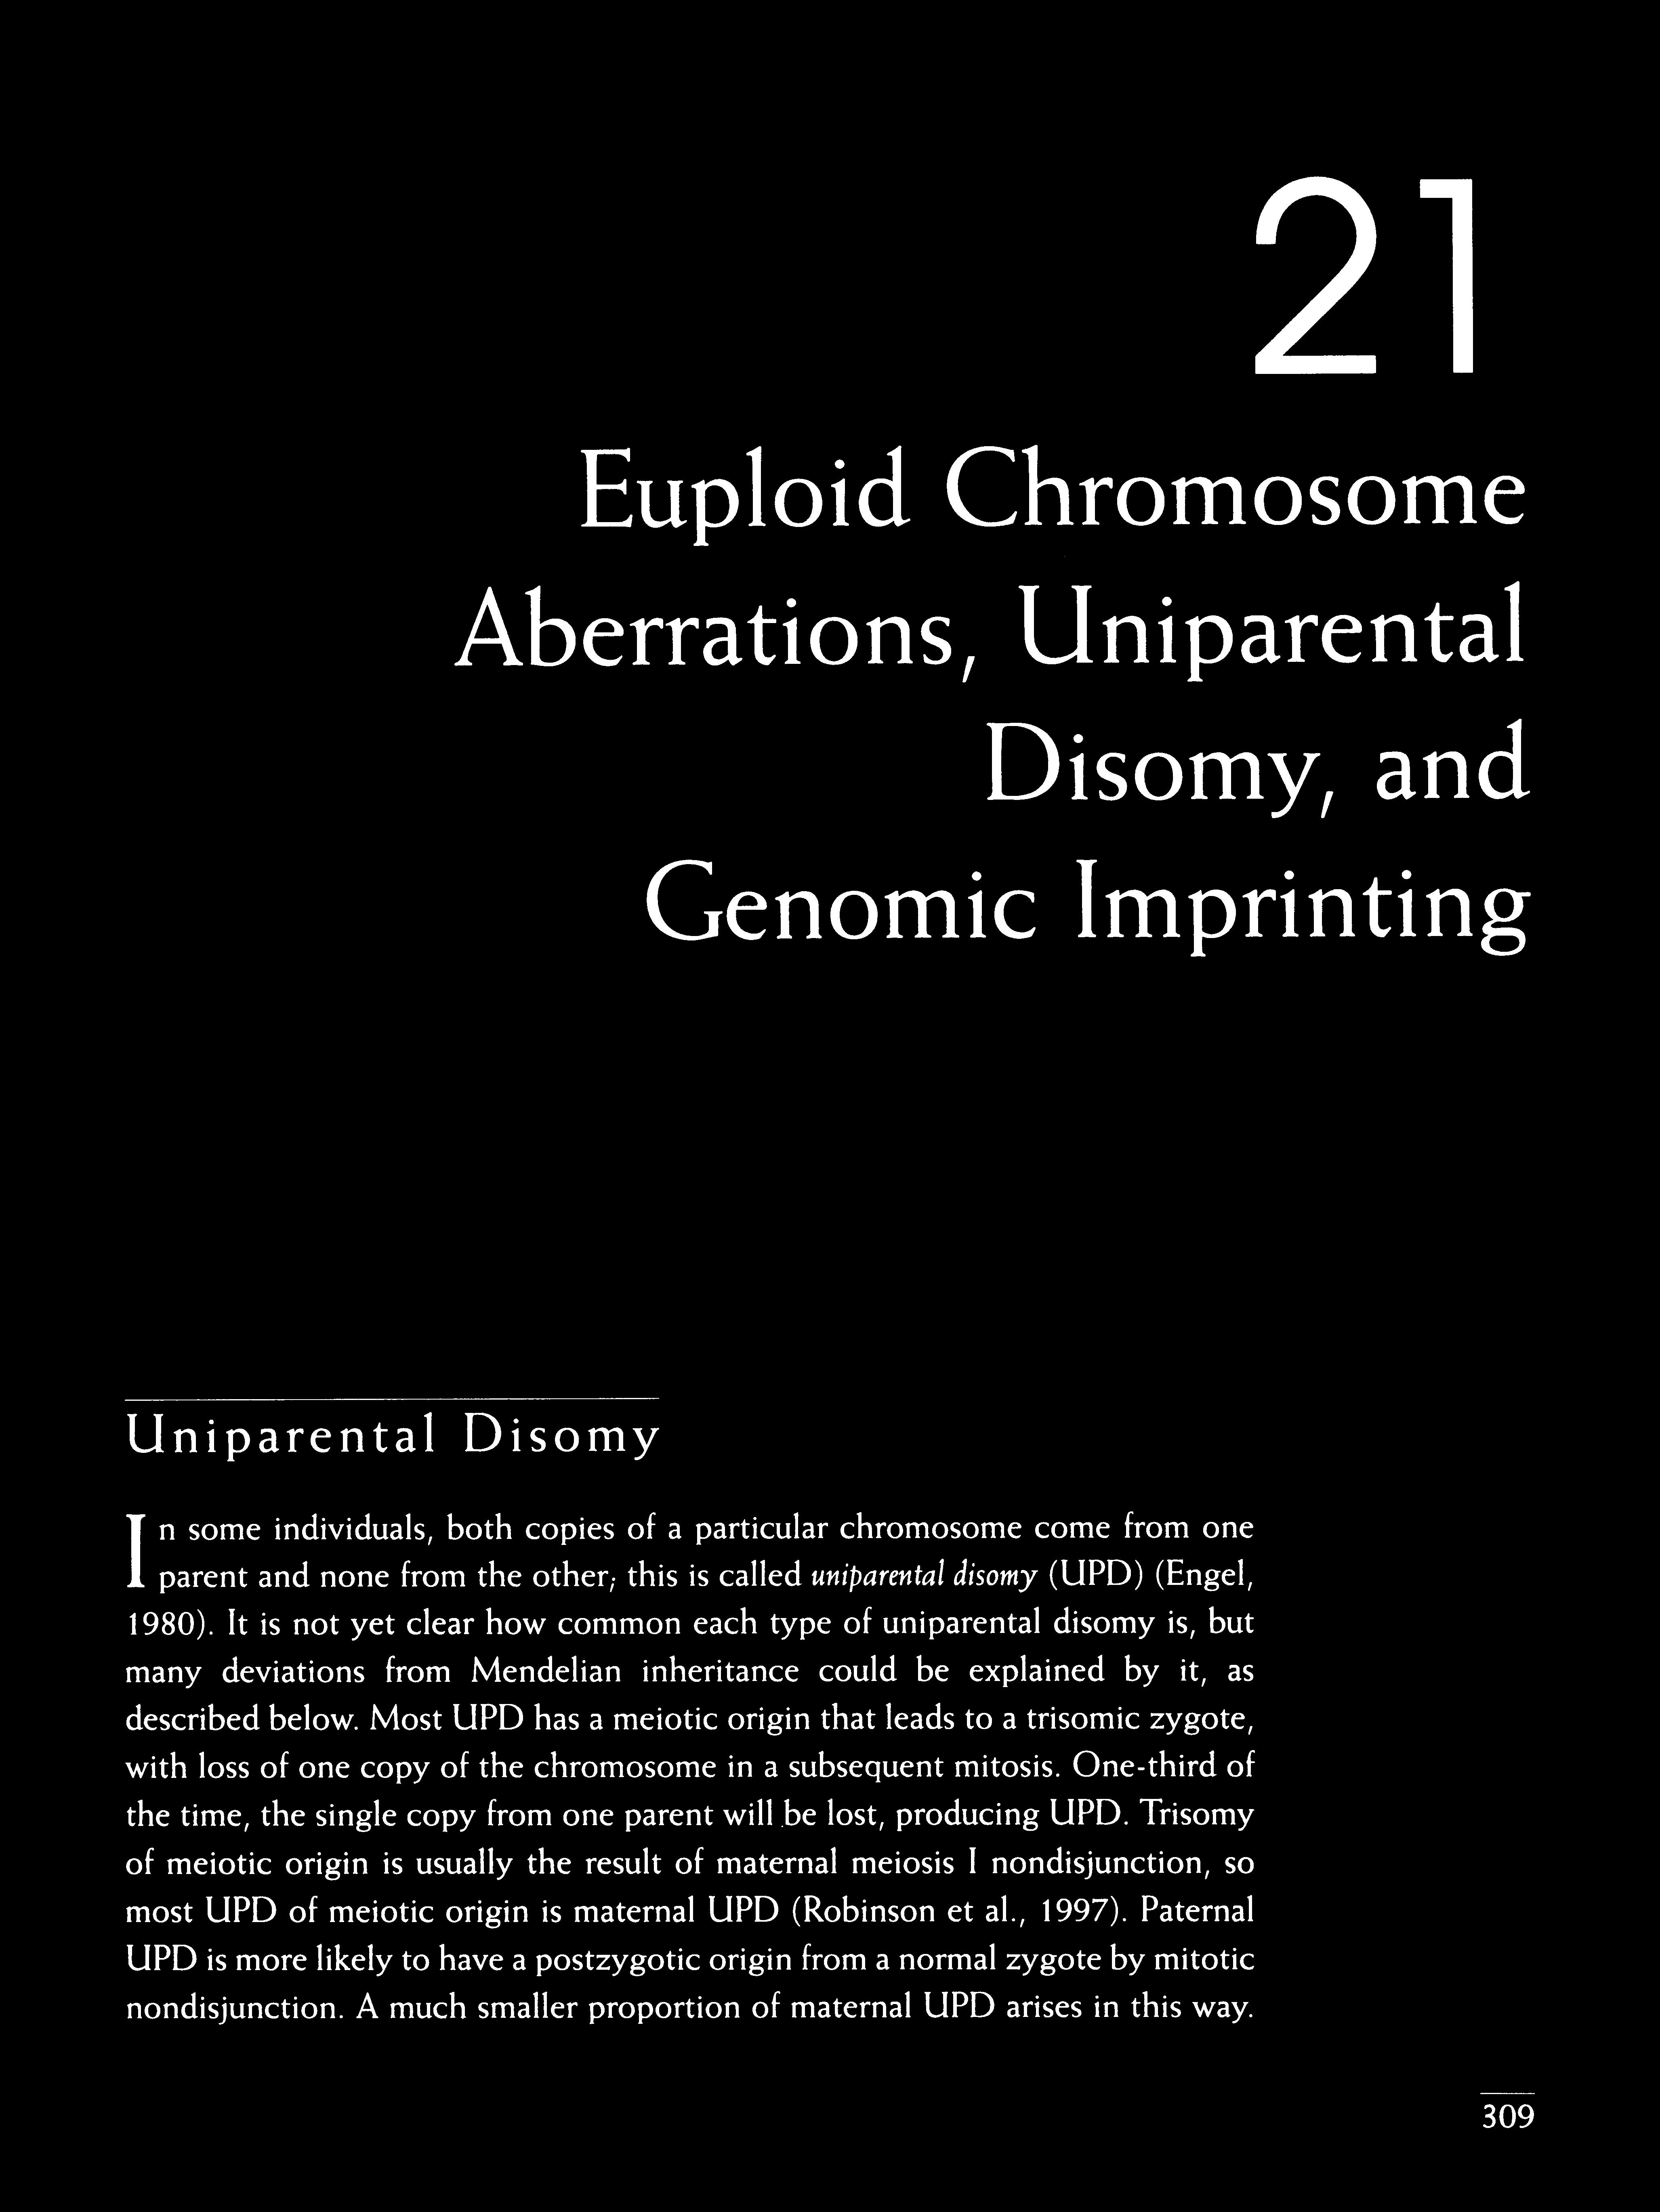 21
Euploid Chromosome
Aberrations, Uniparental
Disomy, and
Genomic Imprinting
Uniparental Disomy
In some individuals, both copies of a particular chromosome come from one
parent and none from the other; this is called uniparental disomy (UPD) (Engel,
1980). It is not yet clear how common each type of uniparental disomy is, but
many deviations from Mendelian inheritance could be explained by it, as
described below. Most UPD has a meiotic origin that leads to a trisomic zygote,
with loss of one copy of the chromosome in a subsequent mitosis. One-third of
the time, the single copy from one parent will be lost, producing UPD. Trisomy
of meiotic origin is usually the result of maternal meiosis I nondisjunction, so
most UPD of meiotic origin is maternal UPD (Robinson et al., 1997). Paternal
UPD is more likely to have a postzygotic origin from a normal zygote by mitotic
nondisjunction. A much smaller proportion of maternal UPD arises in this way.
309